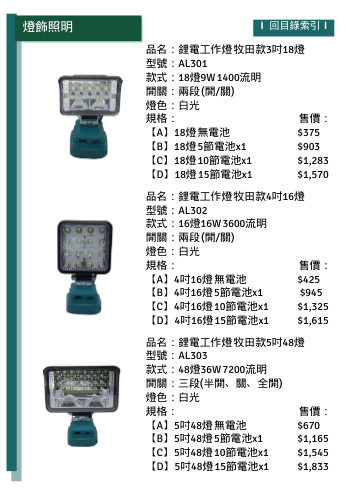 燈飾照明
I 回目錄索引 I
品名：鋰電工作燈牧田款3吋18燈
型號：AL301
款式：18燈9W1400流明
開關：兩段(開/關)
燈色：白光
規格： 售價：
【A】18燈無電池 $375
【B】18燈5節電池x1 $903
【C】18燈10節電池x1 $1,283
【D】18燈15節電池x1 $1,570
品名：鋰電工作燈牧田款4吋16燈
型號：AL302
款式：16燈16W3600流明
開關：兩段(開/關)
燈色：白光
規格： 售價：
【A】4吋16燈無電池 $425
【B】4吋16燈5節電池x1 $945
【C】4吋16燈10節電池x1 $1,325
【D】4吋16燈15節電池x1 $1,615
品名：鋰電工作燈牧田款5吋48燈
型號：AL303
款式：48燈36W7200流明
開關：三段(半開、關、全開)
燈色：白光
規格： 售價：
【A】5吋48燈無電池 $670
【B】5吋48燈5節電池x1 $1,165
【C】5吋48燈10節電池x1 $1,545
【D】5吋48燈15節電池x1 $1,833